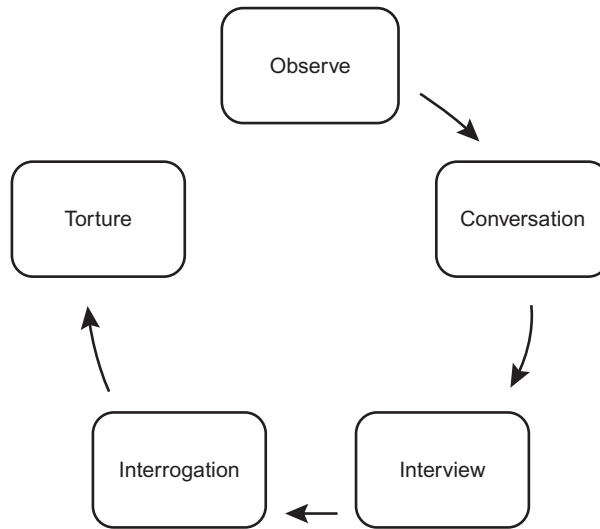 Observe
Conversation
Interview
Interrogation
Torture